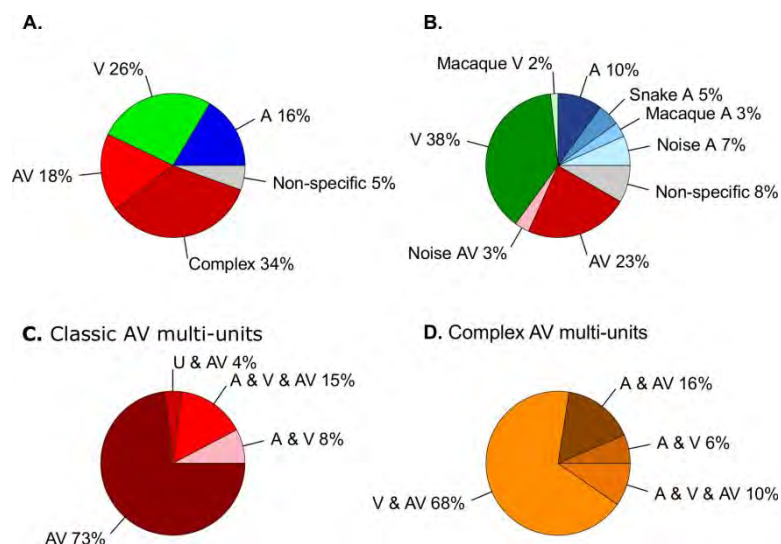 A.
V 26%
A 16%
AV 18%
Non-specific 5%
Complex 34%
B.
Macaque V 2%
A 10%
Snake A 5%
Macaque A 3%
V 38%
Noise A 7%
Non-specific 8%
Noise AV 3%
AV 23%
C. Classic AV multi-units
U & AV 4%
A & V & AV 15%
A & V 8%
AV 73%
D. Complex AV multi-units
A & AV 16%
A & V 6%
V & AV 68%
A & V & AV 10%